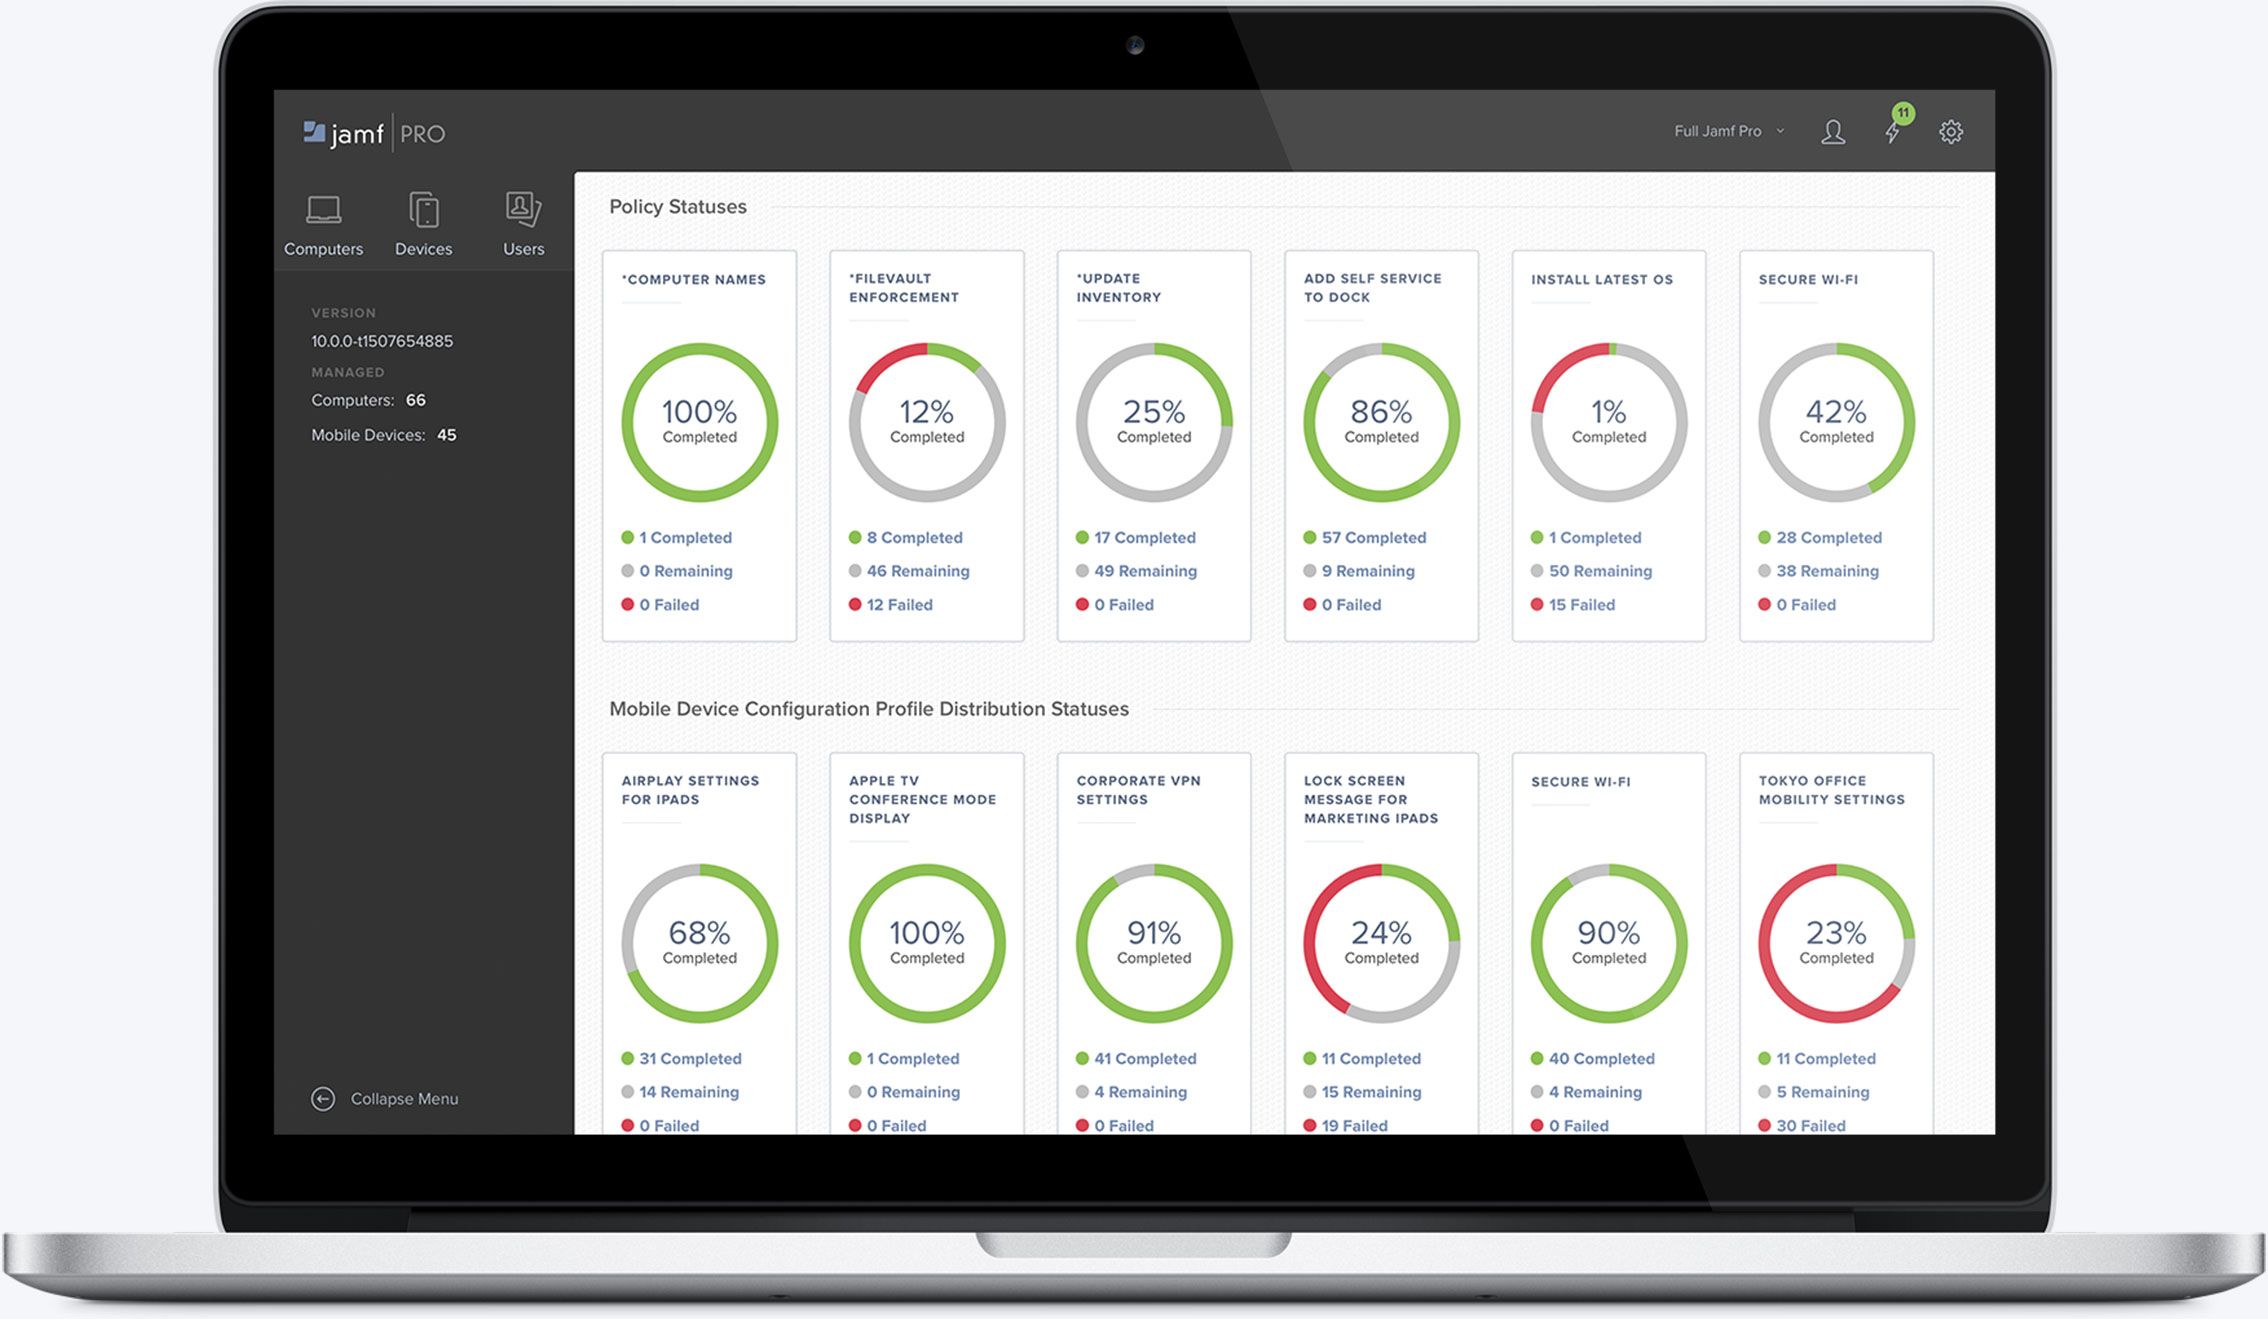 jamf PRO
Full Jamf Pro
11
Computers
Devices
Users
VERSION
10.0.0-t1507654885
MANAGED
Computers: 66
Mobile Devices: 45
Collapse Menu
Policy Statuses
*COMPUTER NAMES
100%
Completed
1 Completed
0 Remaining
0 Failed
*FILEVAULT
ENFORCEMENT
12%
Completed
8 Completed
46 Remaining
12 Failed
*UPDATE
INVENTORY
25%
Completed
17 Completed
49 Remaining
0 Failed
ADD SELF SERVICE
TO DOCK
86%
Completed
57 Completed
9 Remaining
0 Failed
INSTALL LATEST OS
1%
Completed
1 Completed
50 Remaining
15 Failed
SECURE WI-FI
42%
Completed
28 Completed
38 Remaining
0 Failed
Mobile Device Configuration Profile Distribution Statuses
AIRPLAY SETTINGS
FOR IPADS
68%
Completed
31 Completed
14 Remaining
0 Failed
APPLE TV
CONFERENCE MODE
DISPLAY
100%
Completed
1 Completed
0 Remaining
0 Failed
CORPORATE VPN
SETTINGS
91%
Completed
41 Completed
4 Remaining
0 Failed
LOCK SCREEN
MESSAGE FOR
MARKETING IPADS
24%
Completed
11 Completed
15 Remaining
19 Failed
SECURE WI-FI
90%
Completed
40 Completed
4 Remaining
0 Failed
TOKYO OFFICE
MOBILITY SETTINGS
23%
Completed
11 Completed
5 Remaining
30 Failed